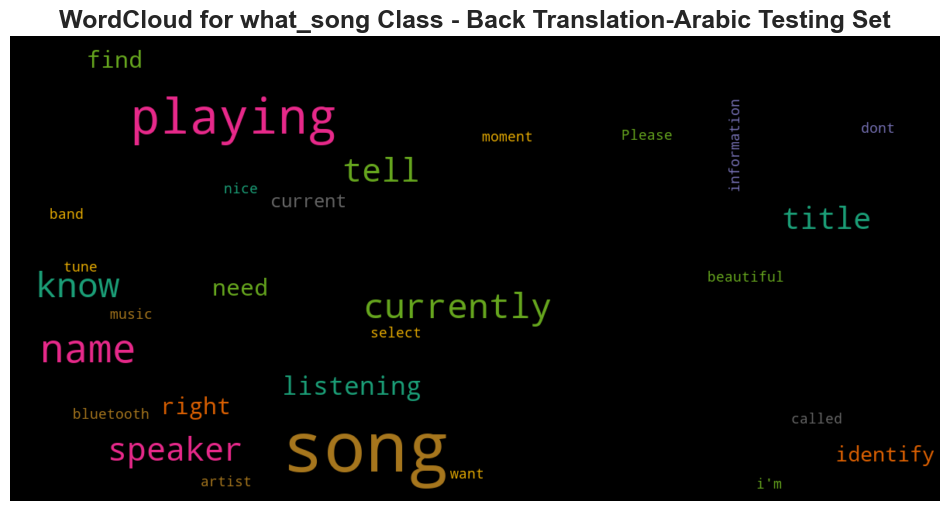 WordCloud for what_song Class - Back Translation-Arabic Testing Set
find
playing
moment
Please
information
dont
tell
nice
current
band
title
tune
know
need
beautiful
music
currently
select
name
listening
bluetooth
right
called
speaker
song
identify
artist
want
i'm